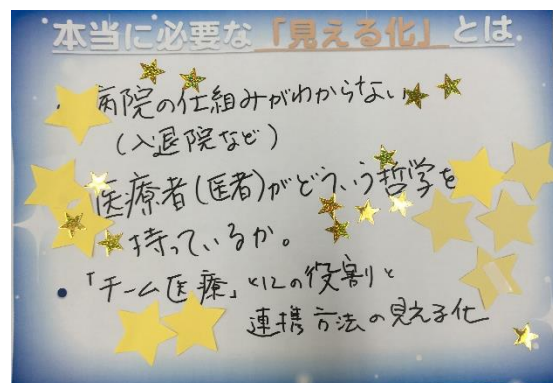 本当に必要な「見える化」とは.
・病院の仕組みがわからない
(入退院など)
医療者(医者)がどういう哲学を
持っているか。
・「チーム医療」としての役割と
連携方法の見える化